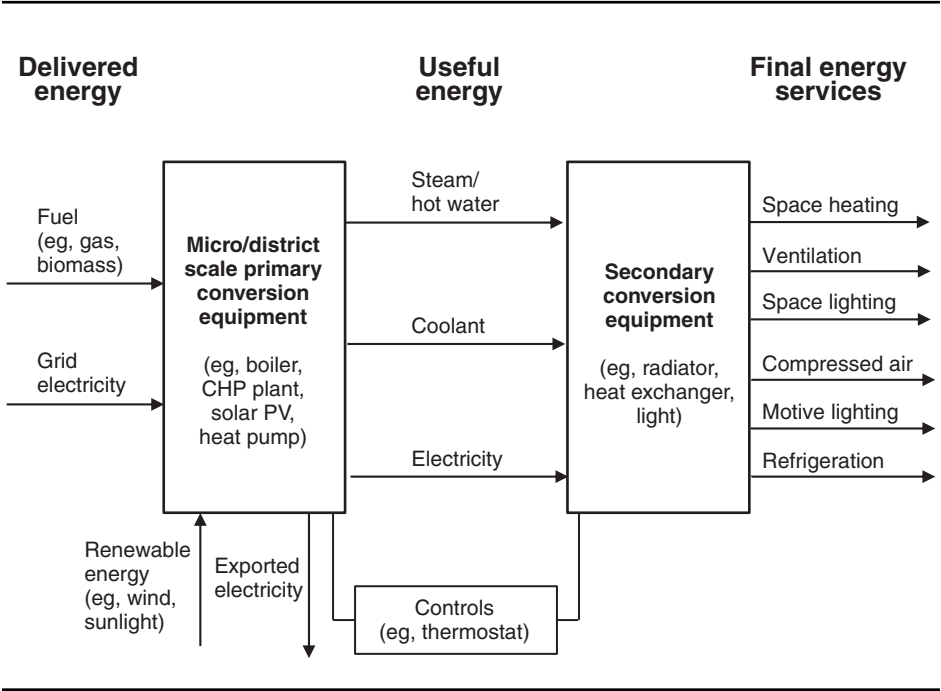 Delivered
energy
Useful
energy
Final energy
services
Fuel
(eg, gas,
biomass)
Grid
electricity
Micro/district
scale primary
conversion
equipment
(eg, boiler,
CHP plant,
solar PV,
heat pump)
Steam/
hot water
Coolant
Electricity
Secondary
conversion
equipment
(eg, radiator,
heat exchanger,
light)
Space heating
Ventilation
Space lighting
Compressed air
Motive lighting
Refrigeration
Renewable
energy
(eg, wind,
sunlight)
Exported
electricity
Controls
(eg, thermostat)